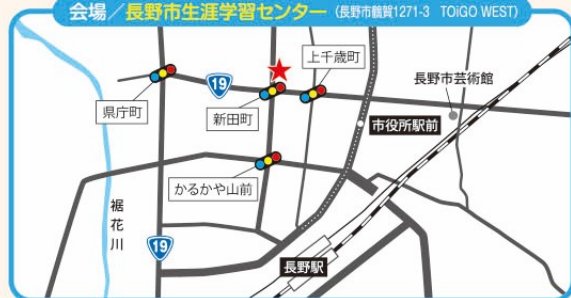 会場／長野市生涯学習センター（長野市鶴賀1271-3 TOiGO WEST）
上千歳町
19
長野市芸術館
県庁町
新田町
市役所駅前
かるかや山前
裾花川
19
長野駅